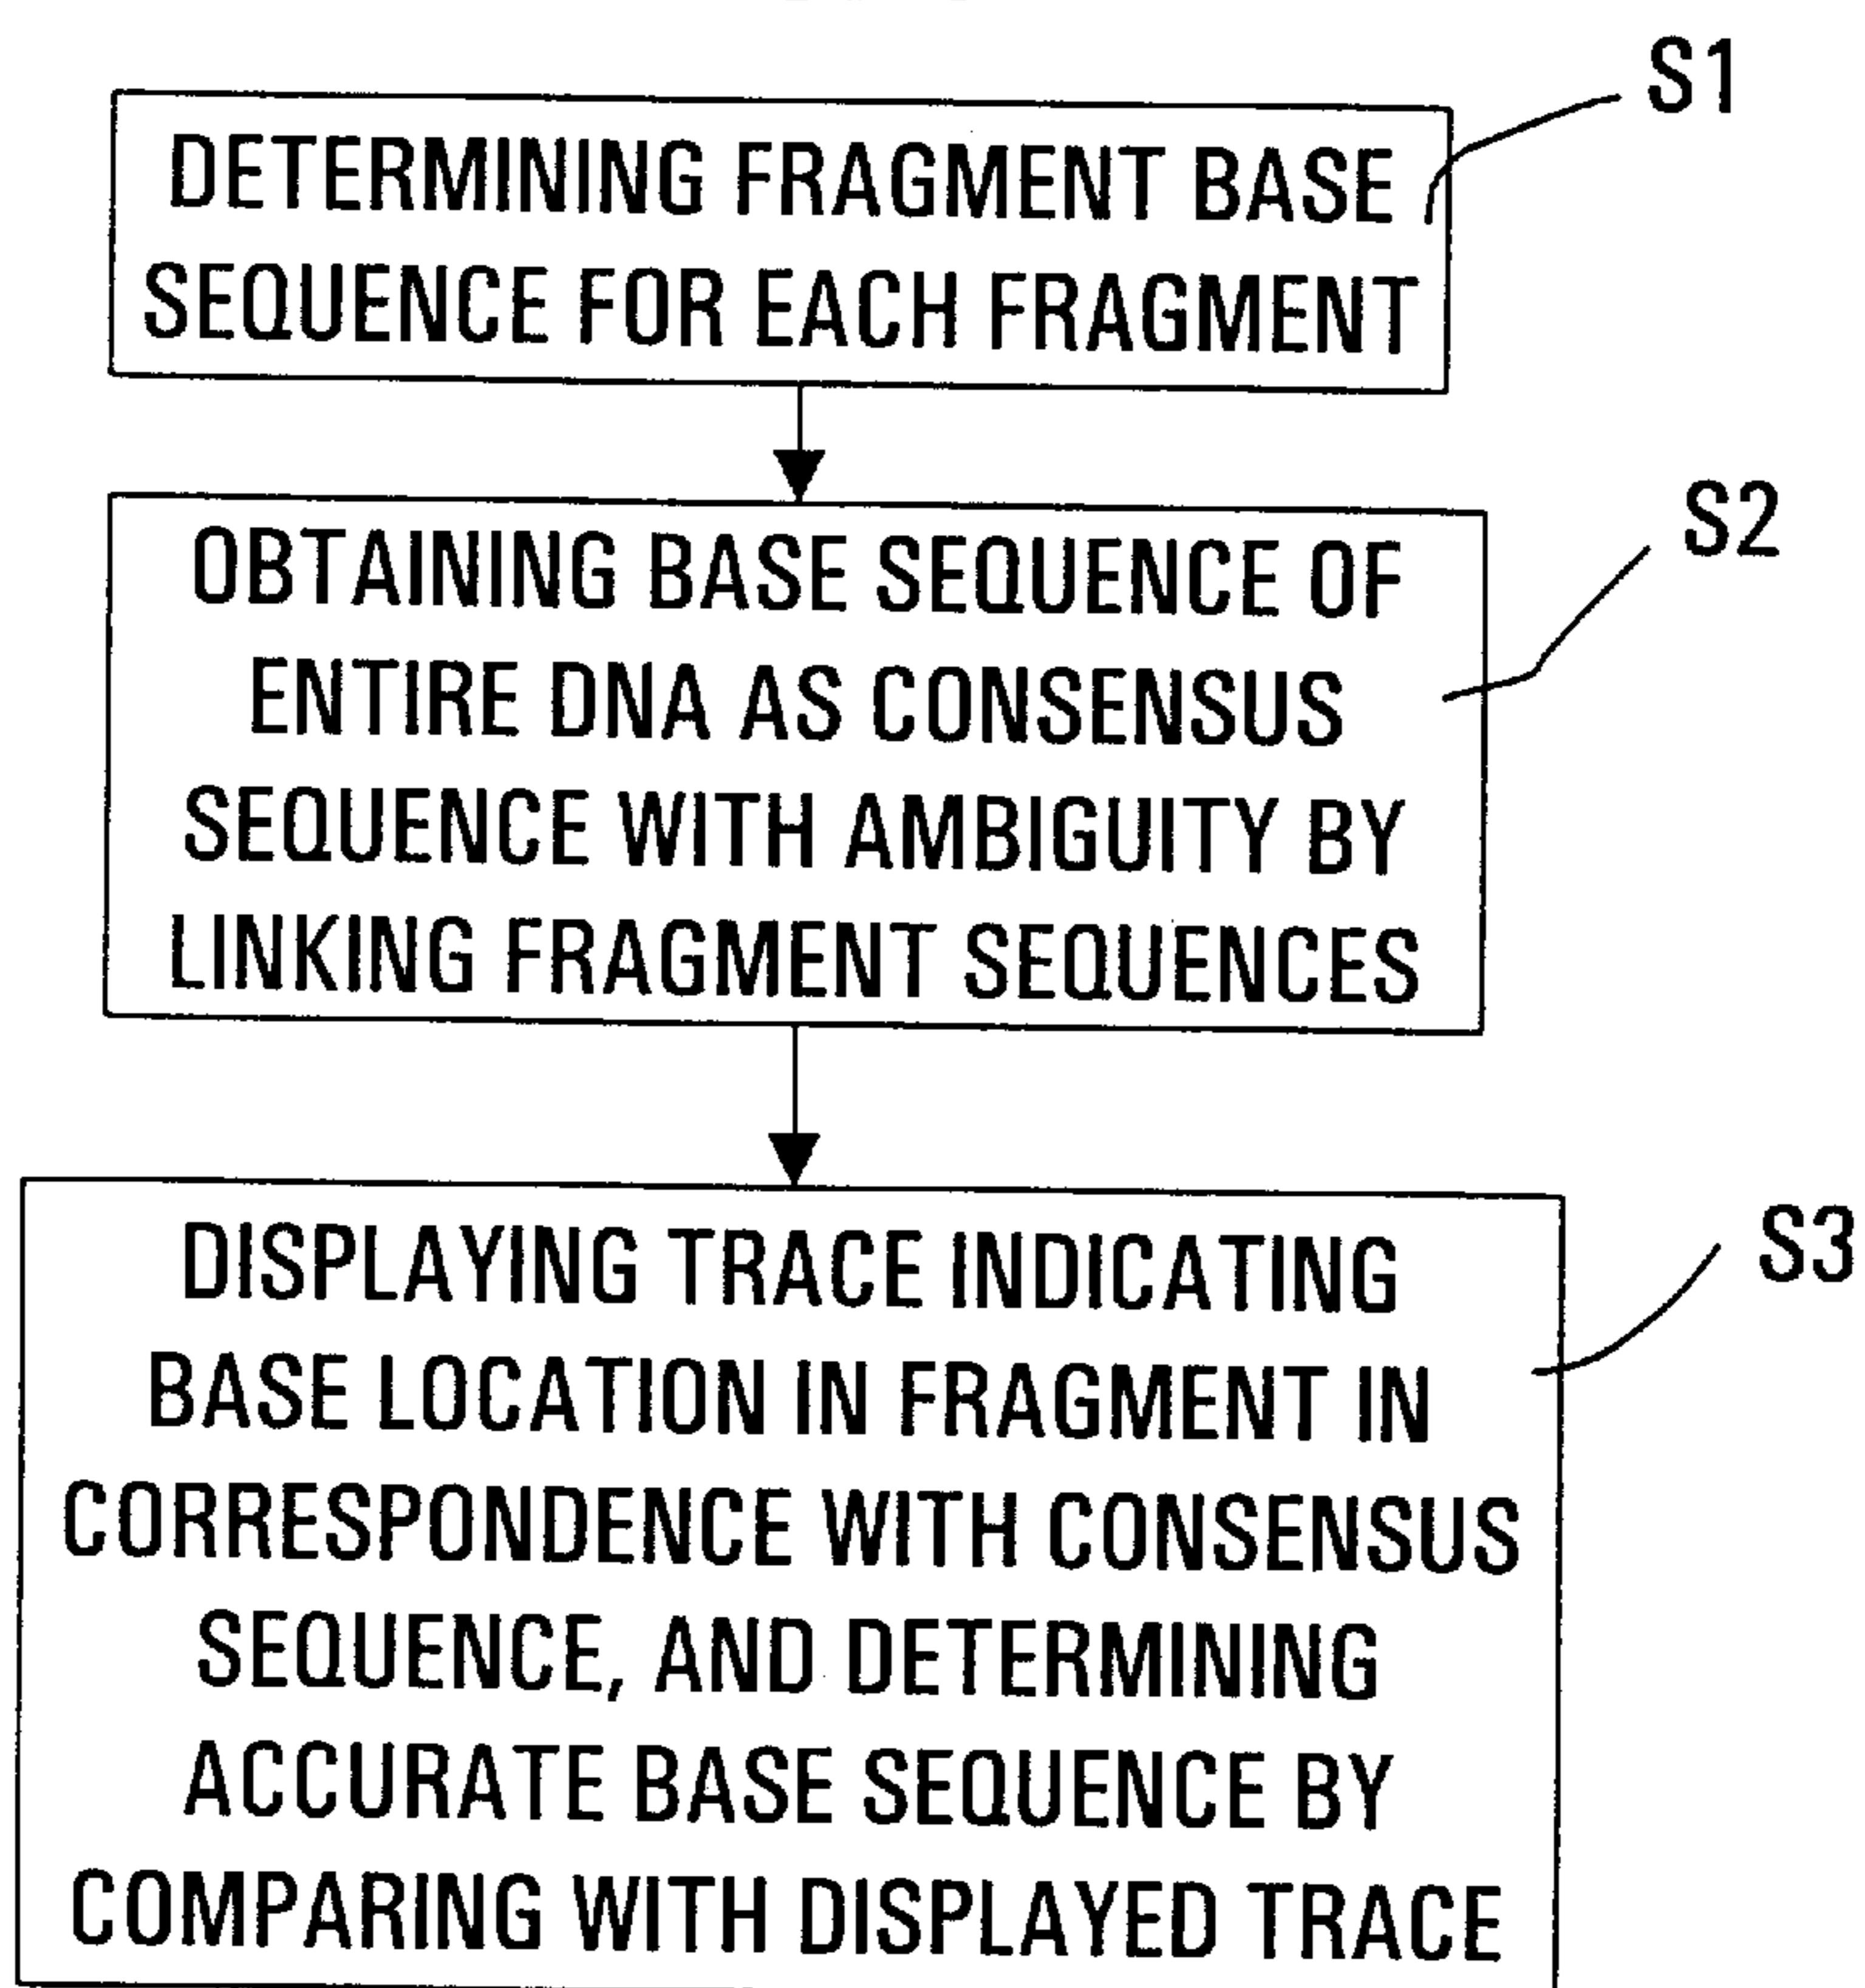 S1
DETERMINING FRAGMENT BASE
SEQUENCE FOR EACH FRAGMENT
S2
OBTAINING BASE SEQUENCE OF
ENTIRE DNA AS CONSENSUS
SEQUENCE WITH AMBIGUITY BY
LINKING FRAGMENT SEQUENCES
S3
DISPLAYING TRACE INDICATING
BASE LOCATION IN FRAGMENT IN
CORRESPONDENCE WITH CONSENSUS
SEQUENCE, AND DETERMINING
ACCURATE BASE SEQUENCE BY
COMPARING WITH DISPLAYED TRACE